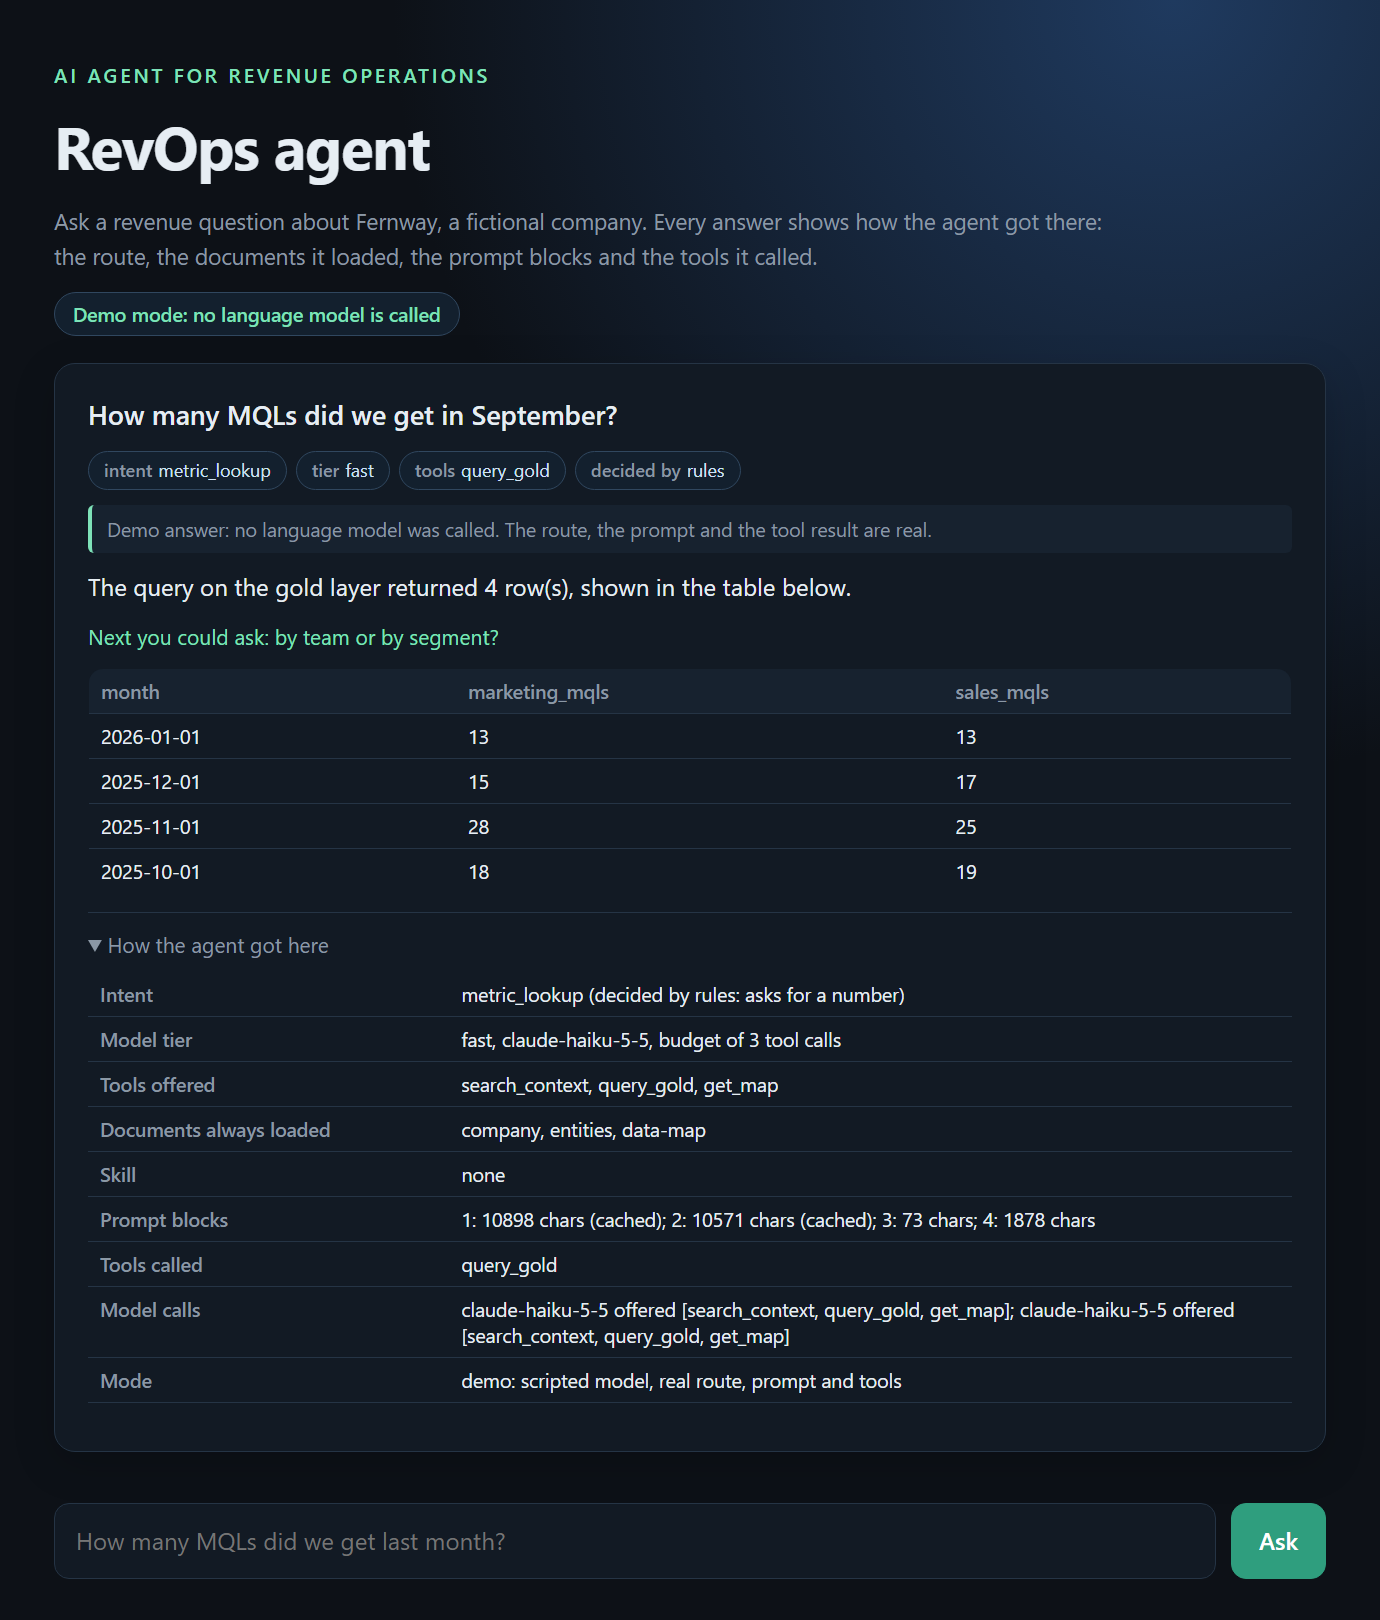 AI AGENT FOR REVENUE OPERATIONS
RevOps agent
Ask a revenue question about Fernway, a fictional company. Every answer shows how the agent got there:
the route, the documents it loaded, the prompt blocks and the tools it called.
Demo mode: no language model is called
How many MQLs did we get in September?
intent metric_lookup tier fast tools query_gold decided by rules
Demo answer: no language model was called. The route, the prompt and the tool result are real.
The query on the gold layer returned 4 row(s), shown in the table below.
Next you could ask: by team or by segment?
month marketing_mqls sales_mqls
2026-01-01 13 13
2025-12-01 15 17
2025-11-01 28 25
2025-10-01 18 19
▼ How the agent got here
Intent metric_lookup (decided by rules: asks for a number)
Model tier fast, claude-haiku-5-5, budget of 3 tool calls
Tools offered search_context, query_gold, get_map
Documents always loaded company, entities, data-map
Skill none
Prompt blocks 1: 10898 chars (cached); 2: 10571 chars (cached); 3: 73 chars; 4: 1878 chars
Tools called query_gold
Model calls claude-haiku-5-5 offered [search_context, query_gold, get_map]; claude-haiku-5-5 offered
[search_context, query_gold, get_map]
Mode demo: scripted model, real route, prompt and tools
How many MQLs did we get last month?
Ask